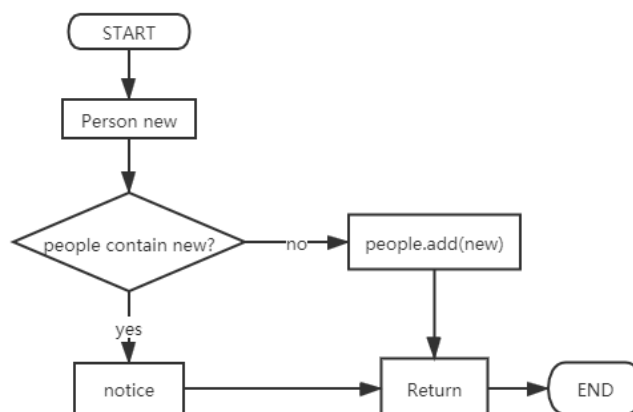 START
Person new
people contain new?
no
people.add(new)
yes
notice
Return
END